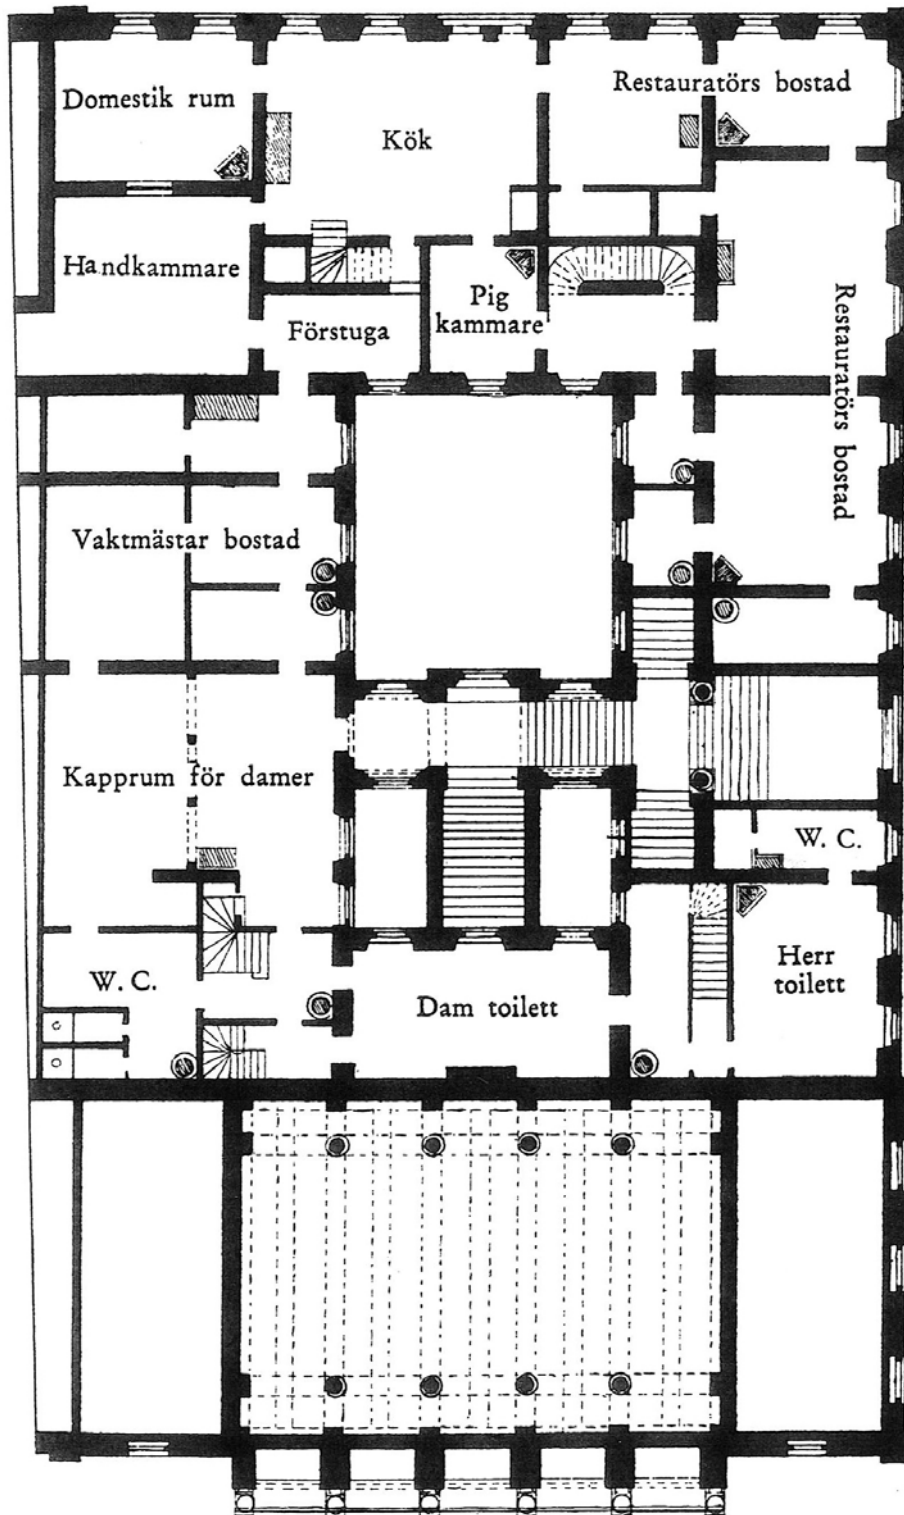 Domestik rum
Kök
Restauratörs bostad
Handkammare
Förstuga
Pig
kammare
Restauratörs bostad
Vaktmästar bostad
Kapprum för damer
W. C.
W. C.
Dam toilett
Herr
toilett